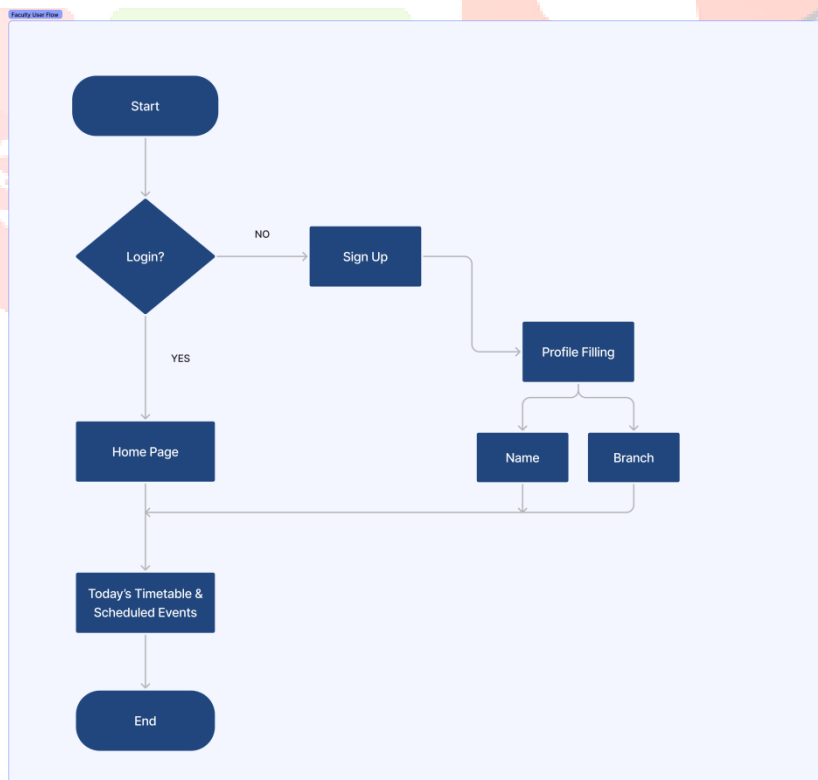 Faculty User Flow
Start
Login?
NO
Sign Up
YES
Profile Filling
Home Page
Name
Branch
Today's Timetable &
Scheduled Events
End